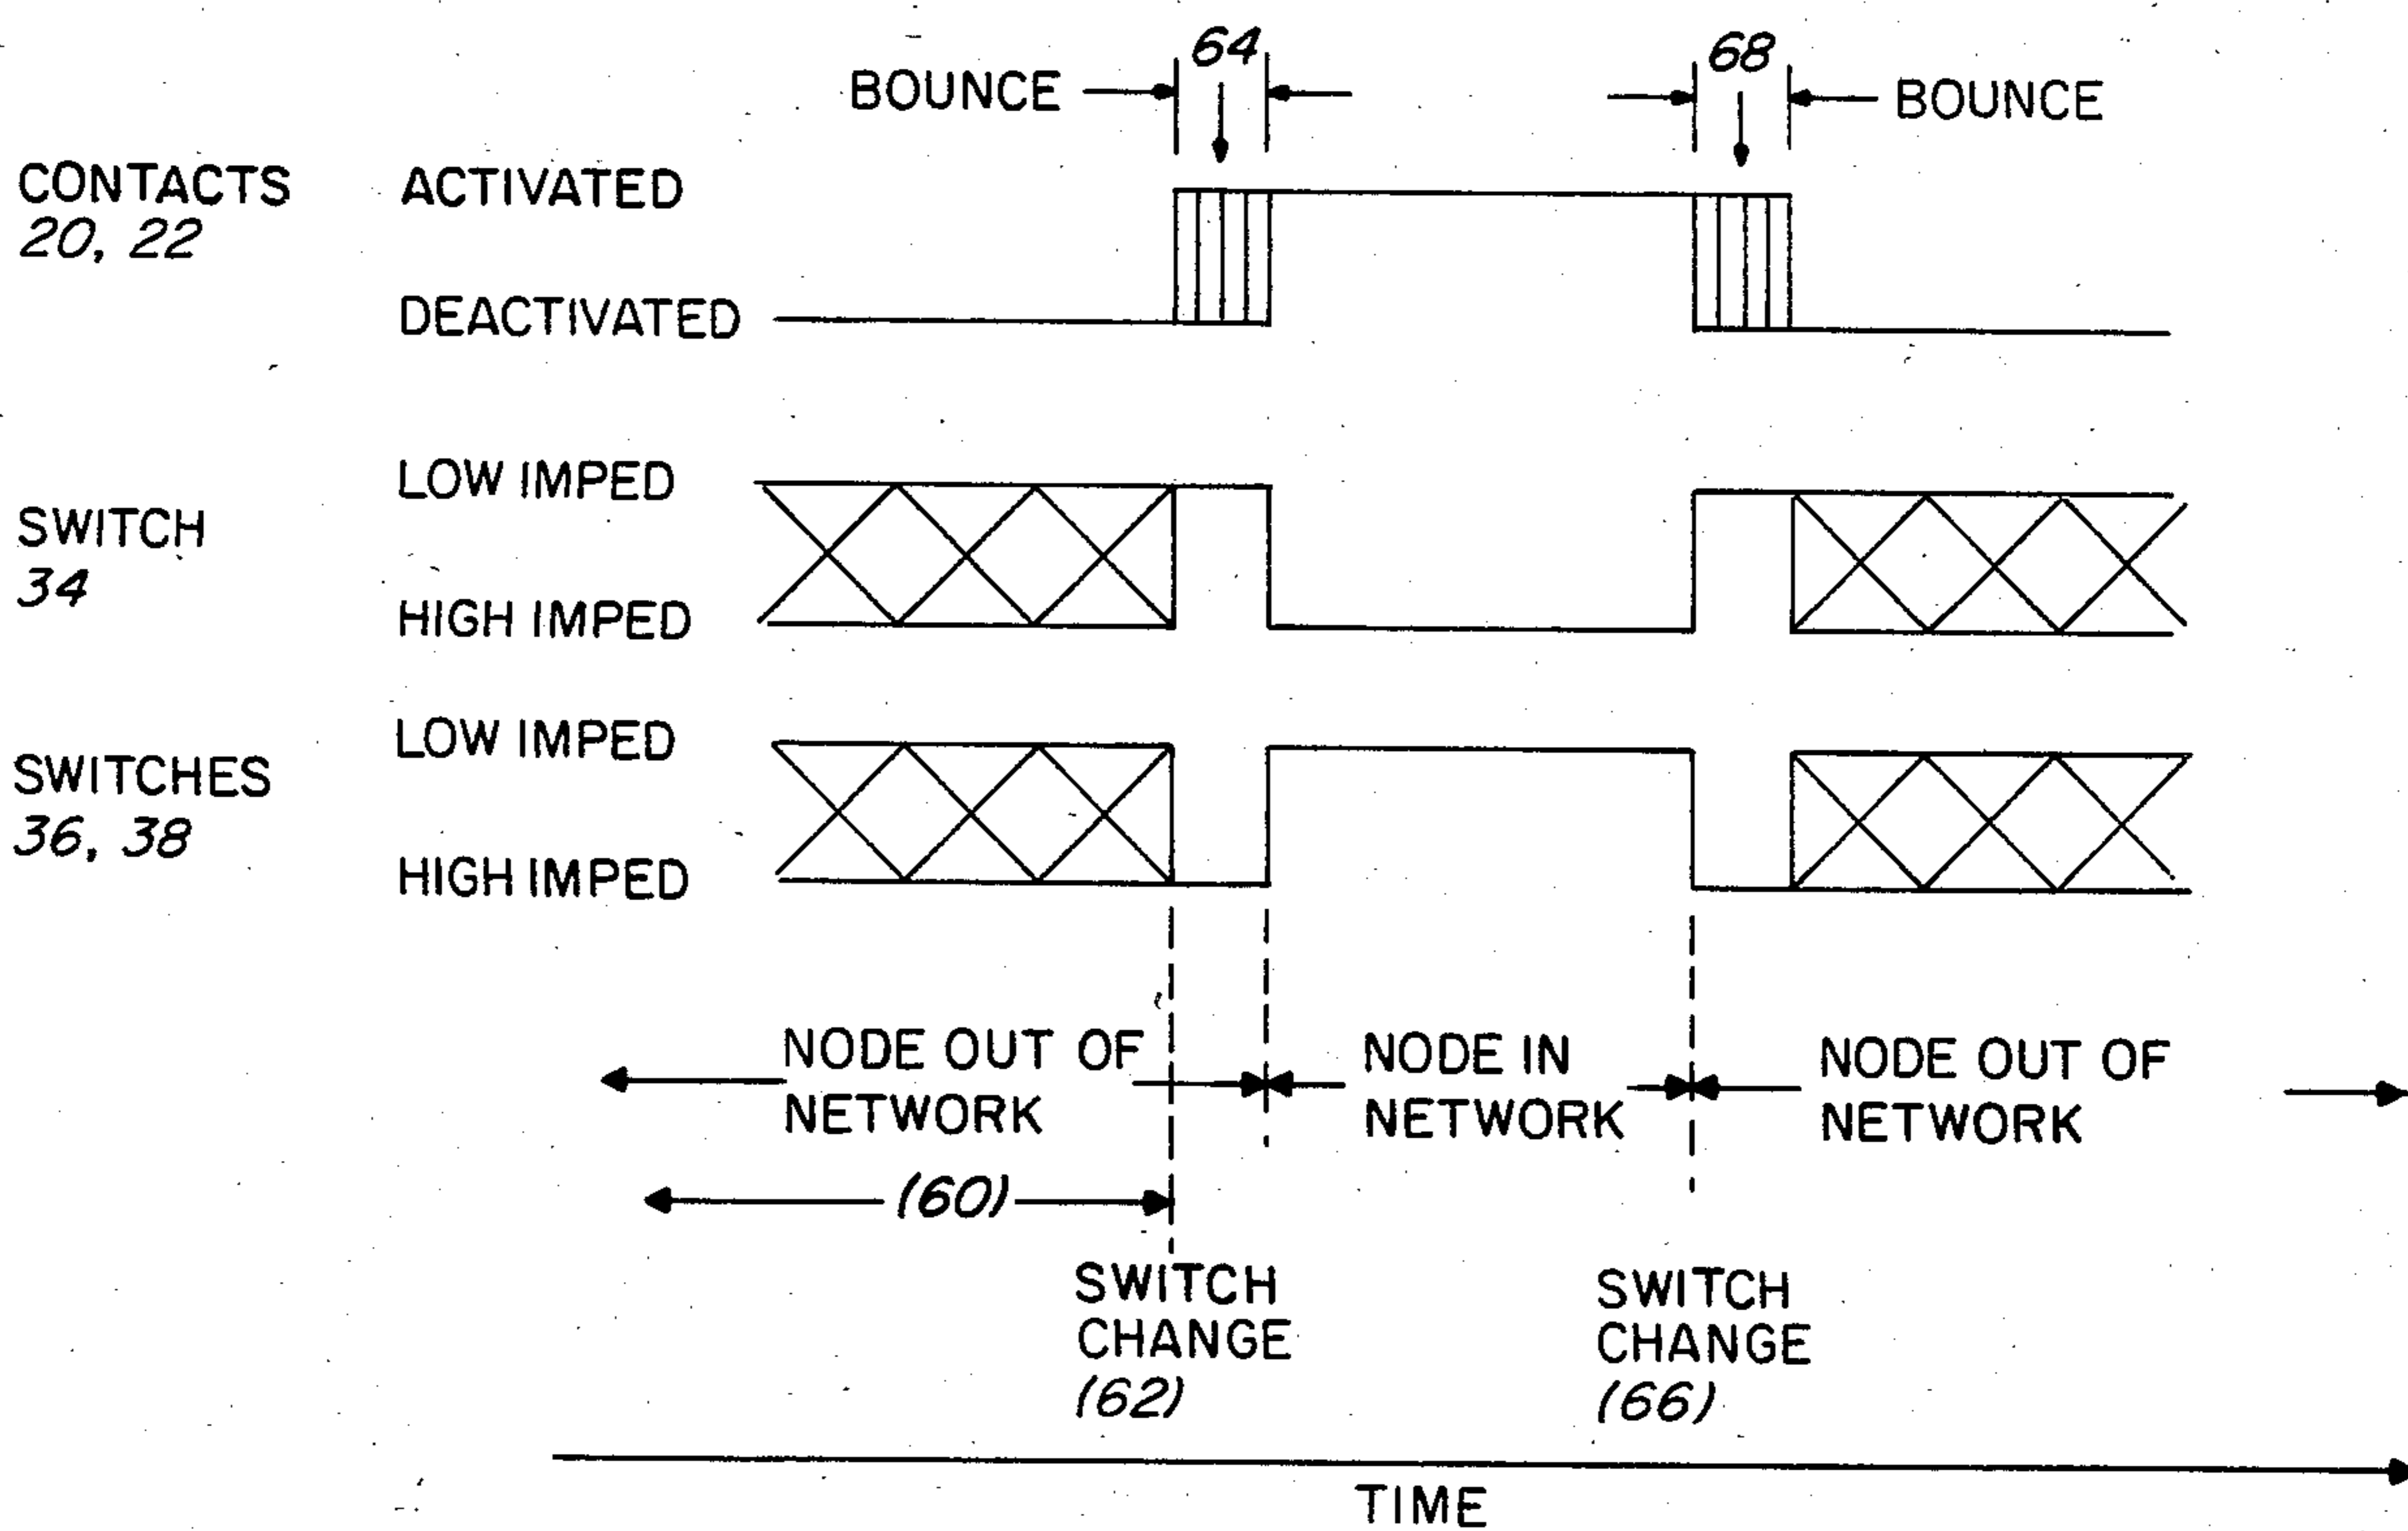 64
68
BOUNCE
BOUNCE
CONTACTS
20, 22
ACTIVATED
DEACTIVATED
SWITCH
34
LOW IMPED
HIGH IMPED
SWITCHES
36, 38
LOW IMPED
HIGH IMPED
NODE OUT OF
NETWORK
NODE IN
NETWORK
NODE OUT OF
NETWORK
(60)
SWITCH
CHANGE
(62)
SWITCH
CHANGE
(66)
TIME